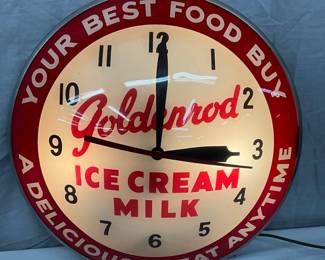 YOUR BEST FOOD BUY
12
11 1
10 2
Goldenrod
9 3
ICE CREAM
8 4
MILK
7 5
6
A DELICIOUS TREAT ANYTIME